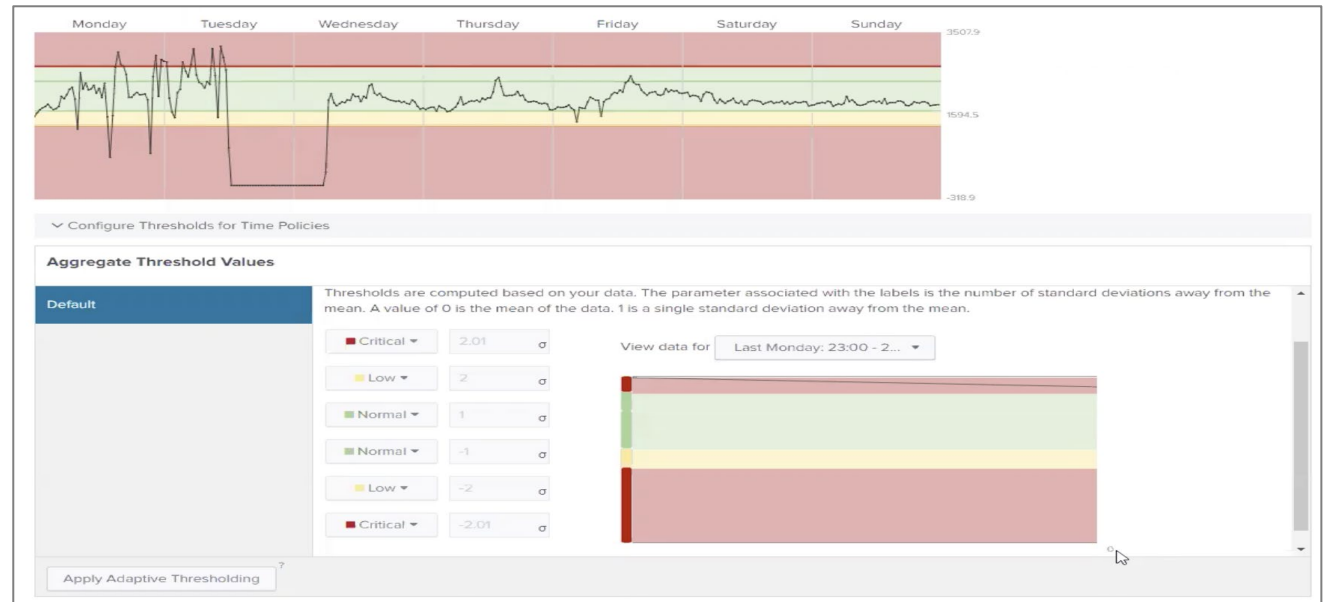 Monday Tuesday Wednesday Thursday Friday Saturday Sunday
3507.9
1594.5
-318.9
Configure Thresholds for Time Policies
Aggregate Threshold Values
Default
Thresholds are computed based on your data. The parameter associated with the labels is the number of standard deviations away from the
mean. A value of 0 is the mean of the data. 1 is a single standard deviation away from the mean.
Critical 2.01 σ
View data for Last Monday: 23:00 - 2...
Low 2 σ
Normal 1 σ
Normal -1 σ
Low -2 σ
Critical -2.01 σ
0
Apply Adaptive Thresholding ?